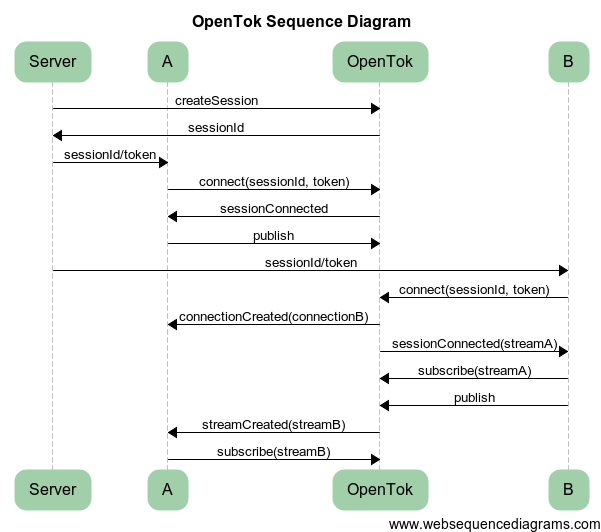 OpenTok Sequence Diagram
Server A OpenTok B
createSession
sessionId
sessionId/token
connect(sessionId, token)
sessionConnected
publish
sessionId/token
connect(sessionId, token)
connectionCreated(connectionB)
sessionConnected(streamA)
subscribe(streamA)
publish
streamCreated(streamB)
subscribe(streamB)
Server A OpenTok B
www.websequencediagrams.com